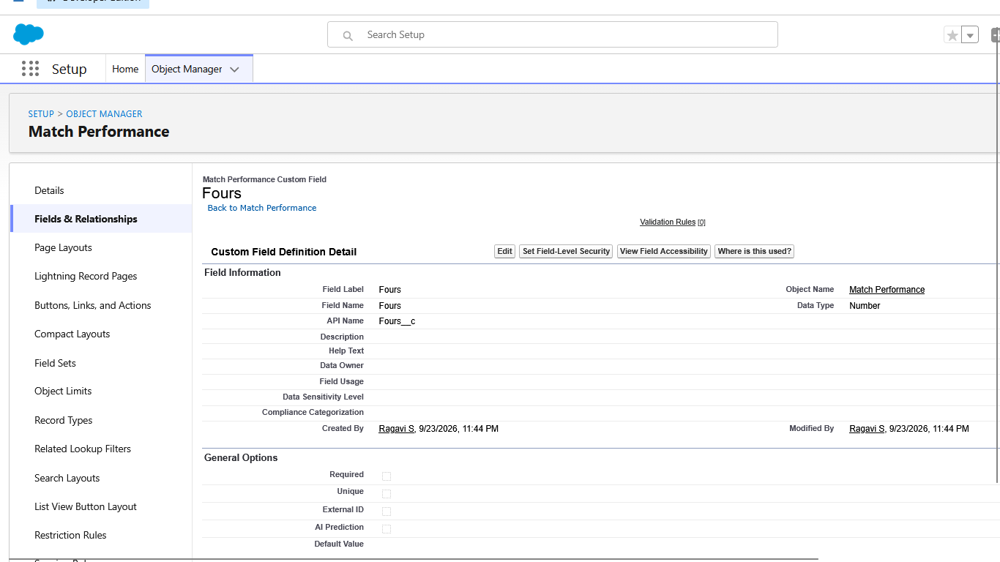 Developer Edition
Search Setup
Setup
Home
Object Manager
SETUP > OBJECT MANAGER
Match Performance
Details
Fields & Relationships
Page Layouts
Lightning Record Pages
Buttons, Links, and Actions
Compact Layouts
Field Sets
Object Limits
Record Types
Related Lookup Filters
Search Layouts
List View Button Layout
Restriction Rules
Match Performance Custom Field
Fours
Back to Match Performance
Validation Rules [0]
Custom Field Definition Detail
Edit
Set Field-Level Security
View Field Accessibility
Where is this used?
Field Information
Field Label Fours
Object Name Match Performance
Field Name Fours
Data Type Number
API Name Fours__c
Description
Help Text
Data Owner
Field Usage
Data Sensitivity Level
Compliance Categorization
Created By Ragavi S, 9/23/2026, 11:44 PM
Modified By Ragavi S, 9/23/2026, 11:44 PM
General Options
Required
Unique
External ID
AI Prediction
Default Value